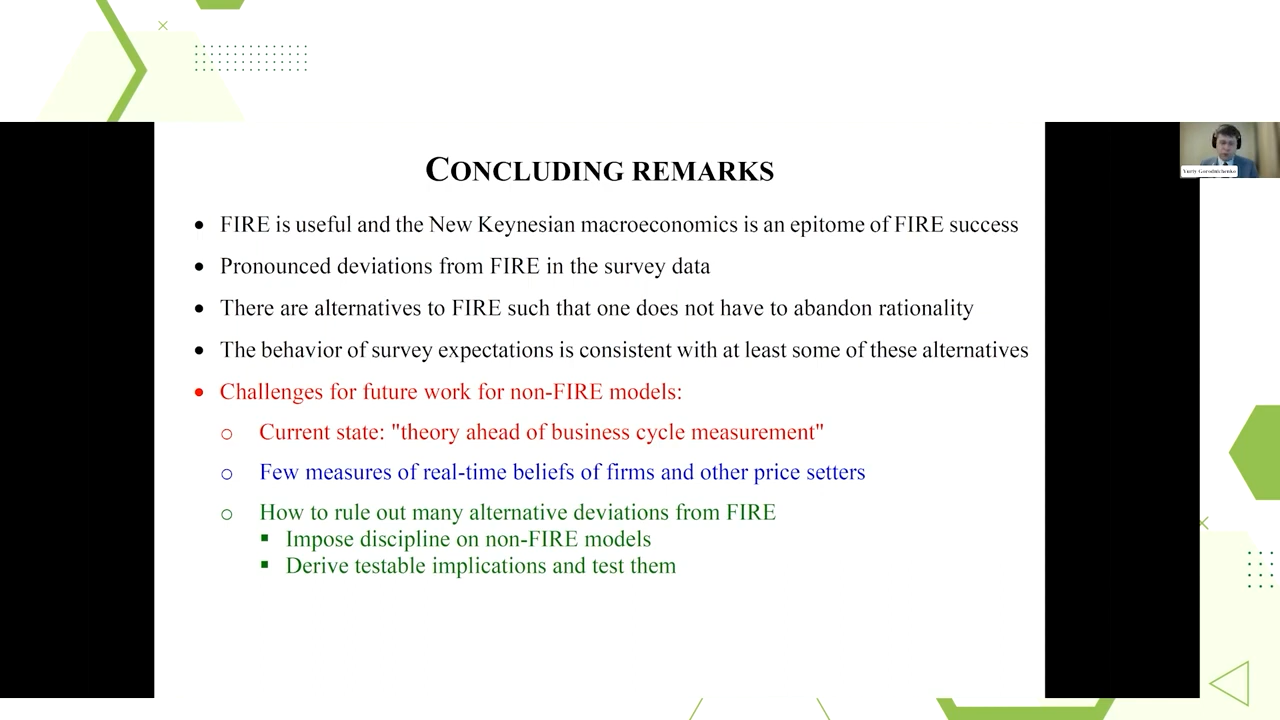 CONCLUDING REMARKS
• FIRE is useful and the New Keynesian macroeconomics is an epitome of FIRE success
• Pronounced deviations from FIRE in the survey data
• There are alternatives to FIRE such that one does not have to abandon rationality
• The behavior of survey expectations is consistent with at least some of these alternatives
• Challenges for future work for non-FIRE models:
o Current state: "theory ahead of business cycle measurement"
o Few measures of real-time beliefs of firms and other price setters
o How to rule out many alternative deviations from FIRE
▪ Impose discipline on non-FIRE models
▪ Derive testable implications and test them
Yuriy Gorodnichenko